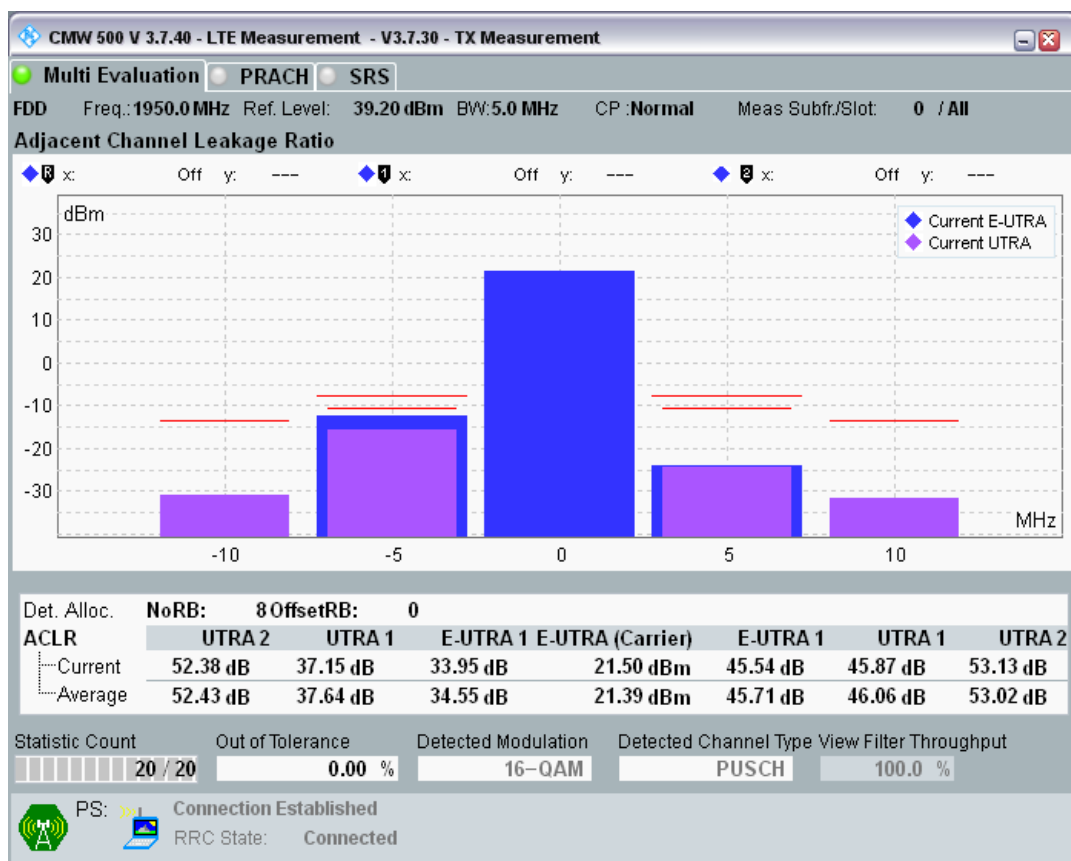 CMW 500 V 3.7.40 - LTE Measurement - V3.7.30 - TX Measurement
Multi Evaluation PRACH SRS
FDD Freq.: 1950.0 MHz Ref. Level: 39.20 dBm BW: 5.0 MHz CP : Normal Meas Subfr./Slot: 0 / All
Adjacent Channel Leakage Ratio
R x: Off y: --- 1 x: Off y: --- 2 x: Off y: ---
dBm
Current E-UTRA
Current UTRA
30
20
10
0
-10
-20
-30
MHz
-10 -5 0 5 10
Det. Alloc. NoRB: 8 OffsetRB: 0
ACLR UTRA 2 UTRA 1 E-UTRA 1 E-UTRA (Carrier) E-UTRA 1 UTRA 1 UTRA 2
Current 52.38 dB 37.15 dB 33.95 dB 21.50 dBm 45.54 dB 45.87 dB 53.13 dB
Average 52.43 dB 37.64 dB 34.55 dB 21.39 dBm 45.71 dB 46.06 dB 53.02 dB
Statistic Count Out of Tolerance Detected Modulation Detected Channel Type View Filter Throughput
20 / 20 0.00 % 16-QAM PUSCH 100.0 %
PS: Connection Established
RRC State: Connected